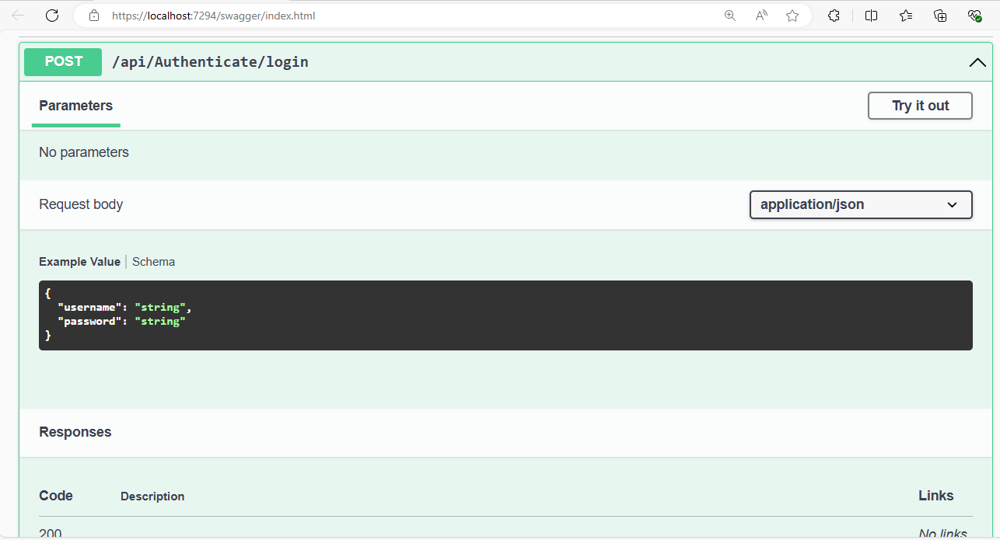 https://localhost:7294/swagger/index.html
POST /api/Authenticate/login
Parameters
Try it out
No parameters
Request body
application/json
Example Value | Schema
{
"username": "string",
"password": "string"
}
Responses
Code Description Links
200 No links